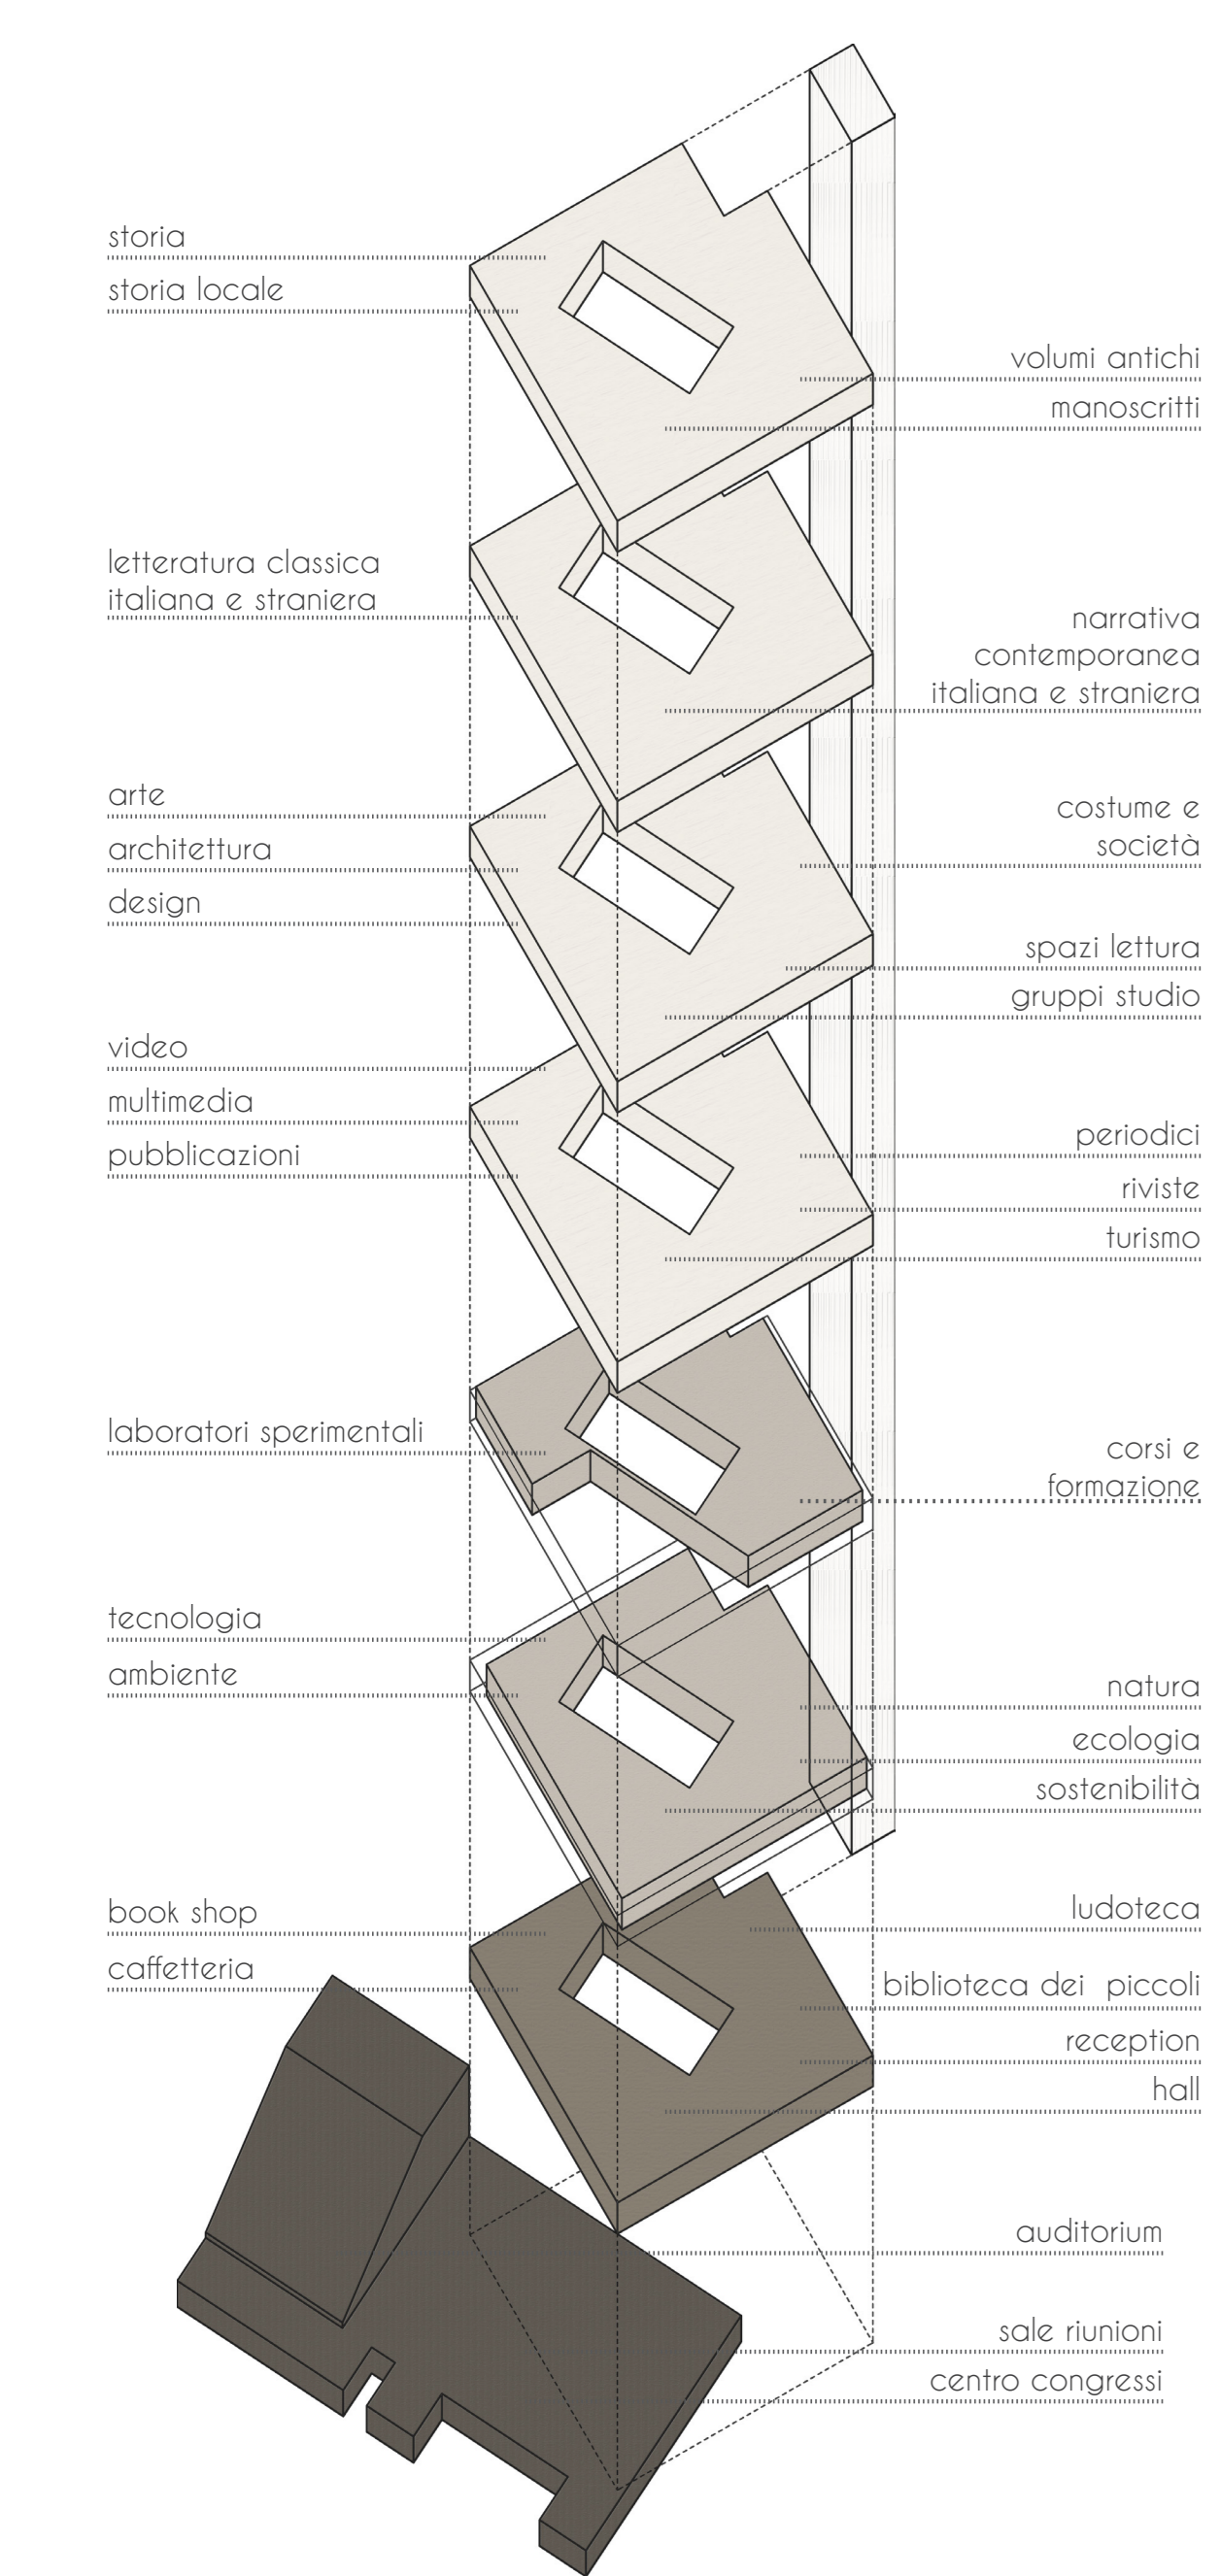 storia
storia locale
volumi antichi
manoscritti
letteratura classica
italiana e straniera
narrativa
contemporanea
italiana e straniera
arte
architettura
design
costume e
società
spazi lettura
gruppi studio
video
multimedia
pubblicazioni
periodici
riviste
turismo
laboratori sperimentali
corsi e
formazione
tecnologia
ambiente
natura
ecologia
sostenibilità
book shop
caffetteria
ludoteca
biblioteca dei piccoli
reception
hall
auditorium
sale riunioni
centro congressi